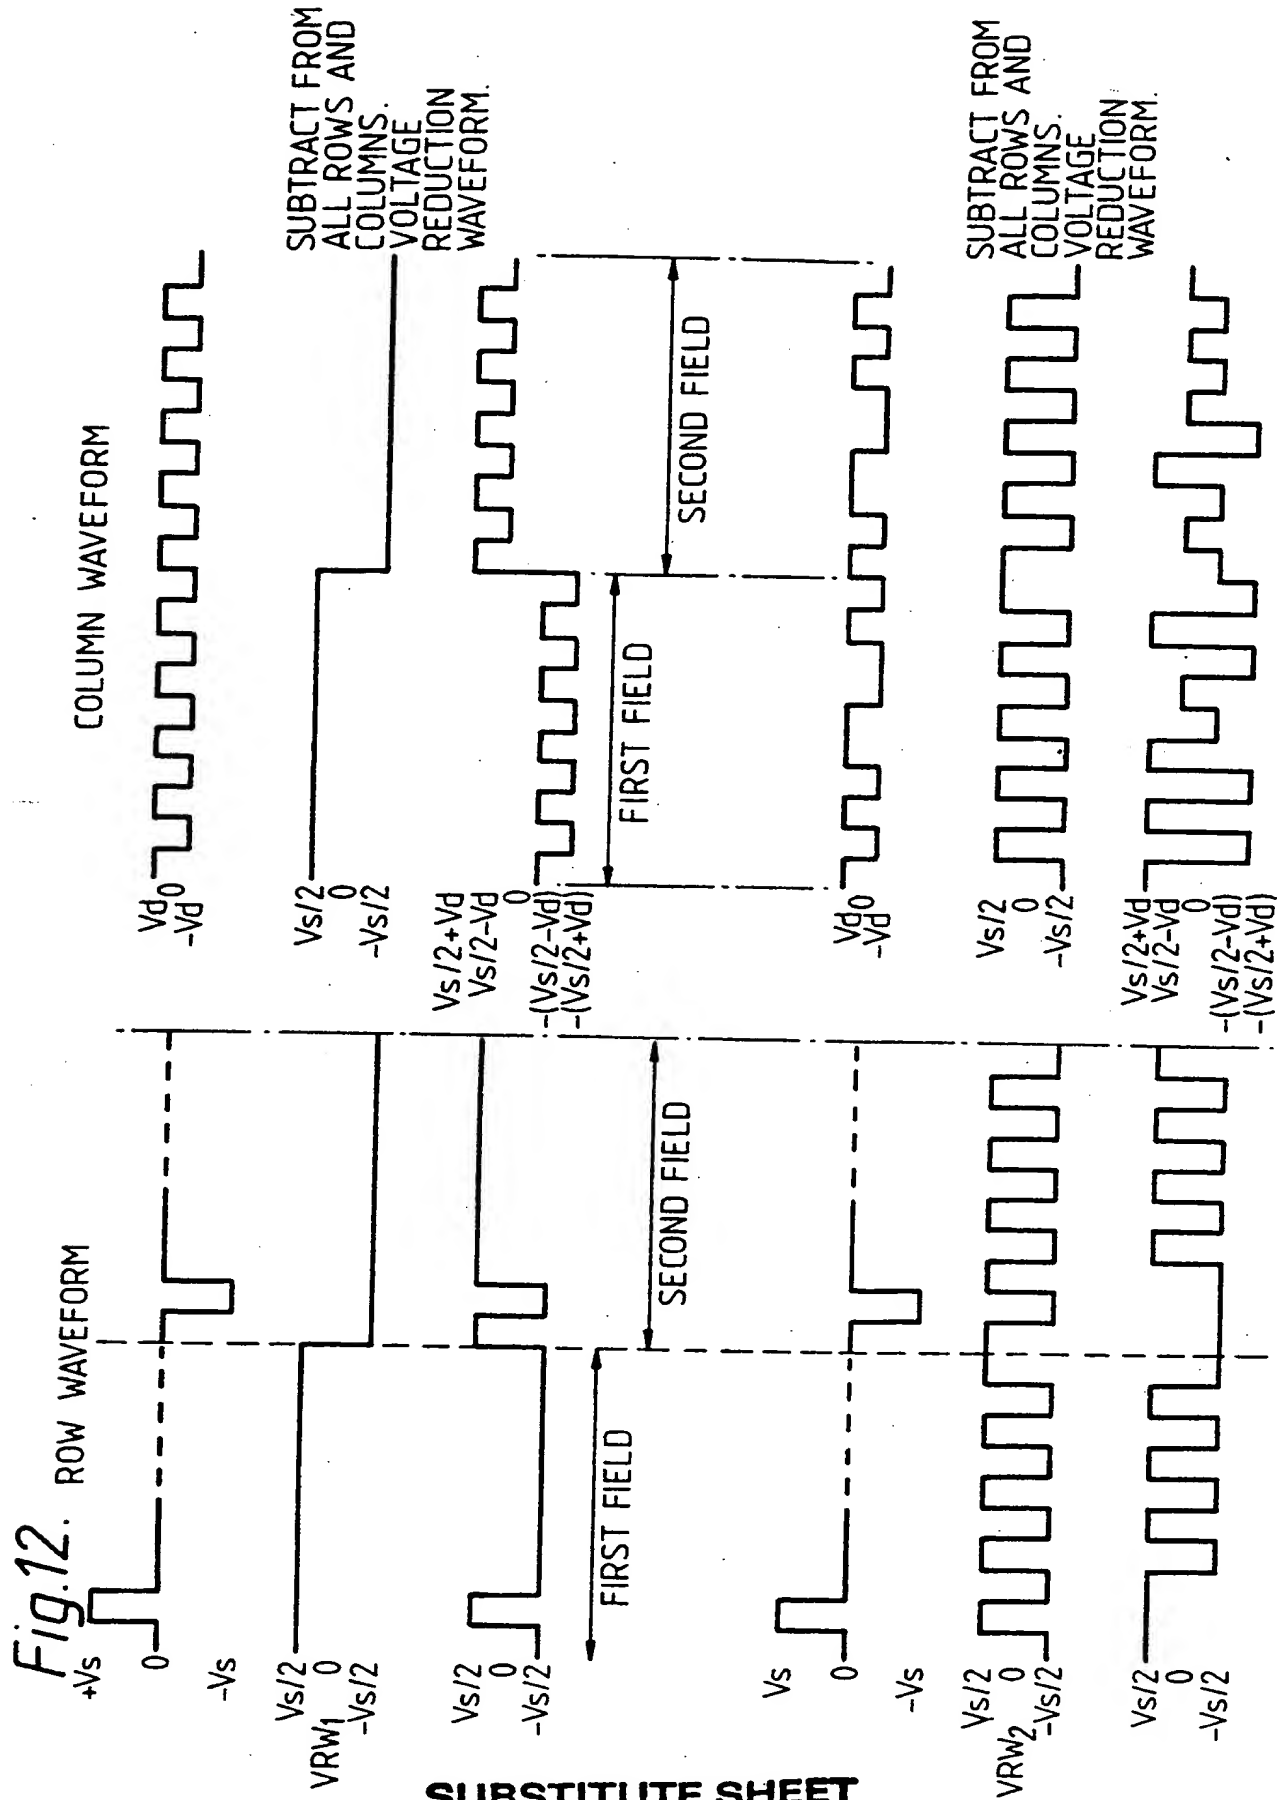 Fig.12.
ROW WAVEFORM
+Vs
0
-Vs
Vs/2
VRW1 0
-Vs/2
Vs/2
0
-Vs/2
FIRST FIELD
SECOND FIELD
Vs
0
-Vs
Vs/2
VRW2 0
-Vs/2
Vs/2
0
-Vs/2
COLUMN WAVEFORM
Vd
0
-Vd
Vs/2
0
-Vs/2
SUBTRACT FROM
ALL ROWS AND
COLUMNS.
VOLTAGE
REDUCTION
WAVEFORM.
Vs/2+Vd
Vs/2-Vd
0
-(Vs/2-Vd)
-(Vs/2+Vd)
FIRST FIELD
SECOND FIELD
Vd
0
-Vd
Vs/2
0
-Vs/2
SUBTRACT FROM
ALL ROWS AND
COLUMNS.
VOLTAGE
REDUCTION
WAVEFORM.
Vs/2+Vd
Vs/2-Vd
0
-(Vs/2-Vd)
-(Vs/2+Vd)
SUBSTITUTE SHEET